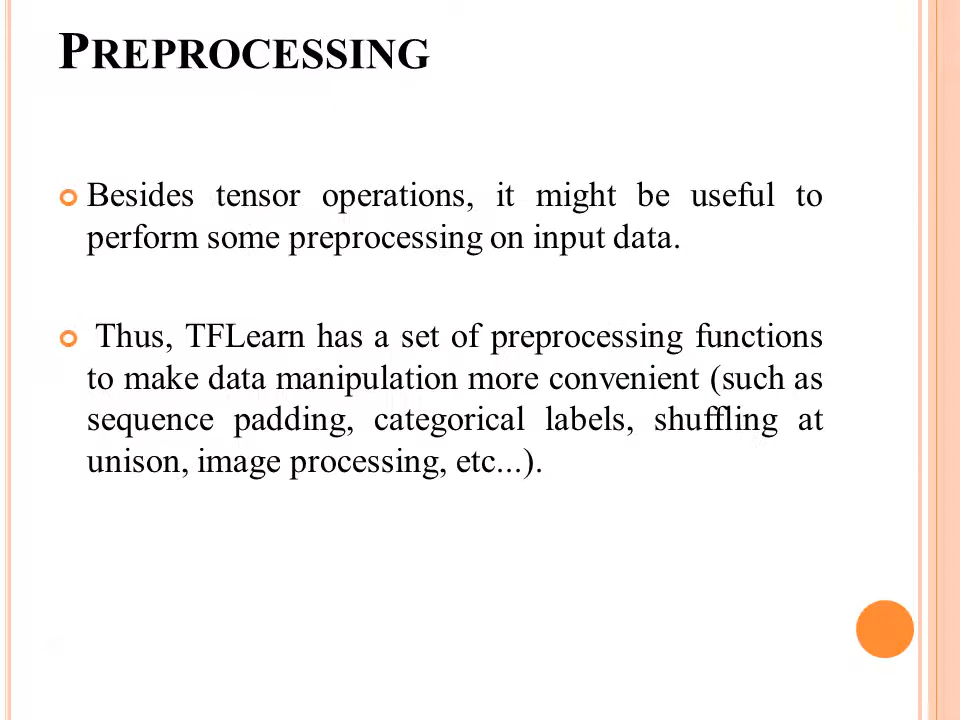 PREPROCESSING
Besides tensor operations, it might be useful to
perform some preprocessing on input data.
Thus, TFLearn has a set of preprocessing functions
to make data manipulation more convenient (such as
sequence padding, categorical labels, shuffling at
unison, image processing, etc...).